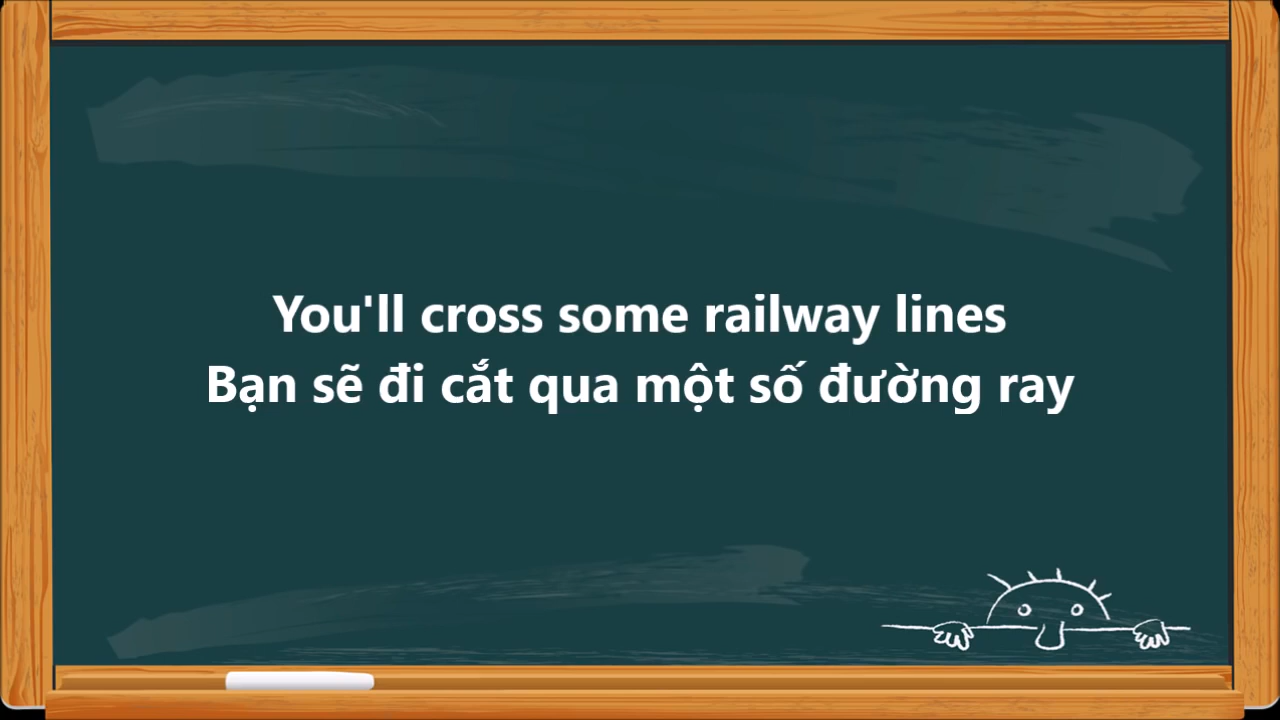 You'll cross some railway lines
Bạn sẽ đi cắt qua một số đường ray